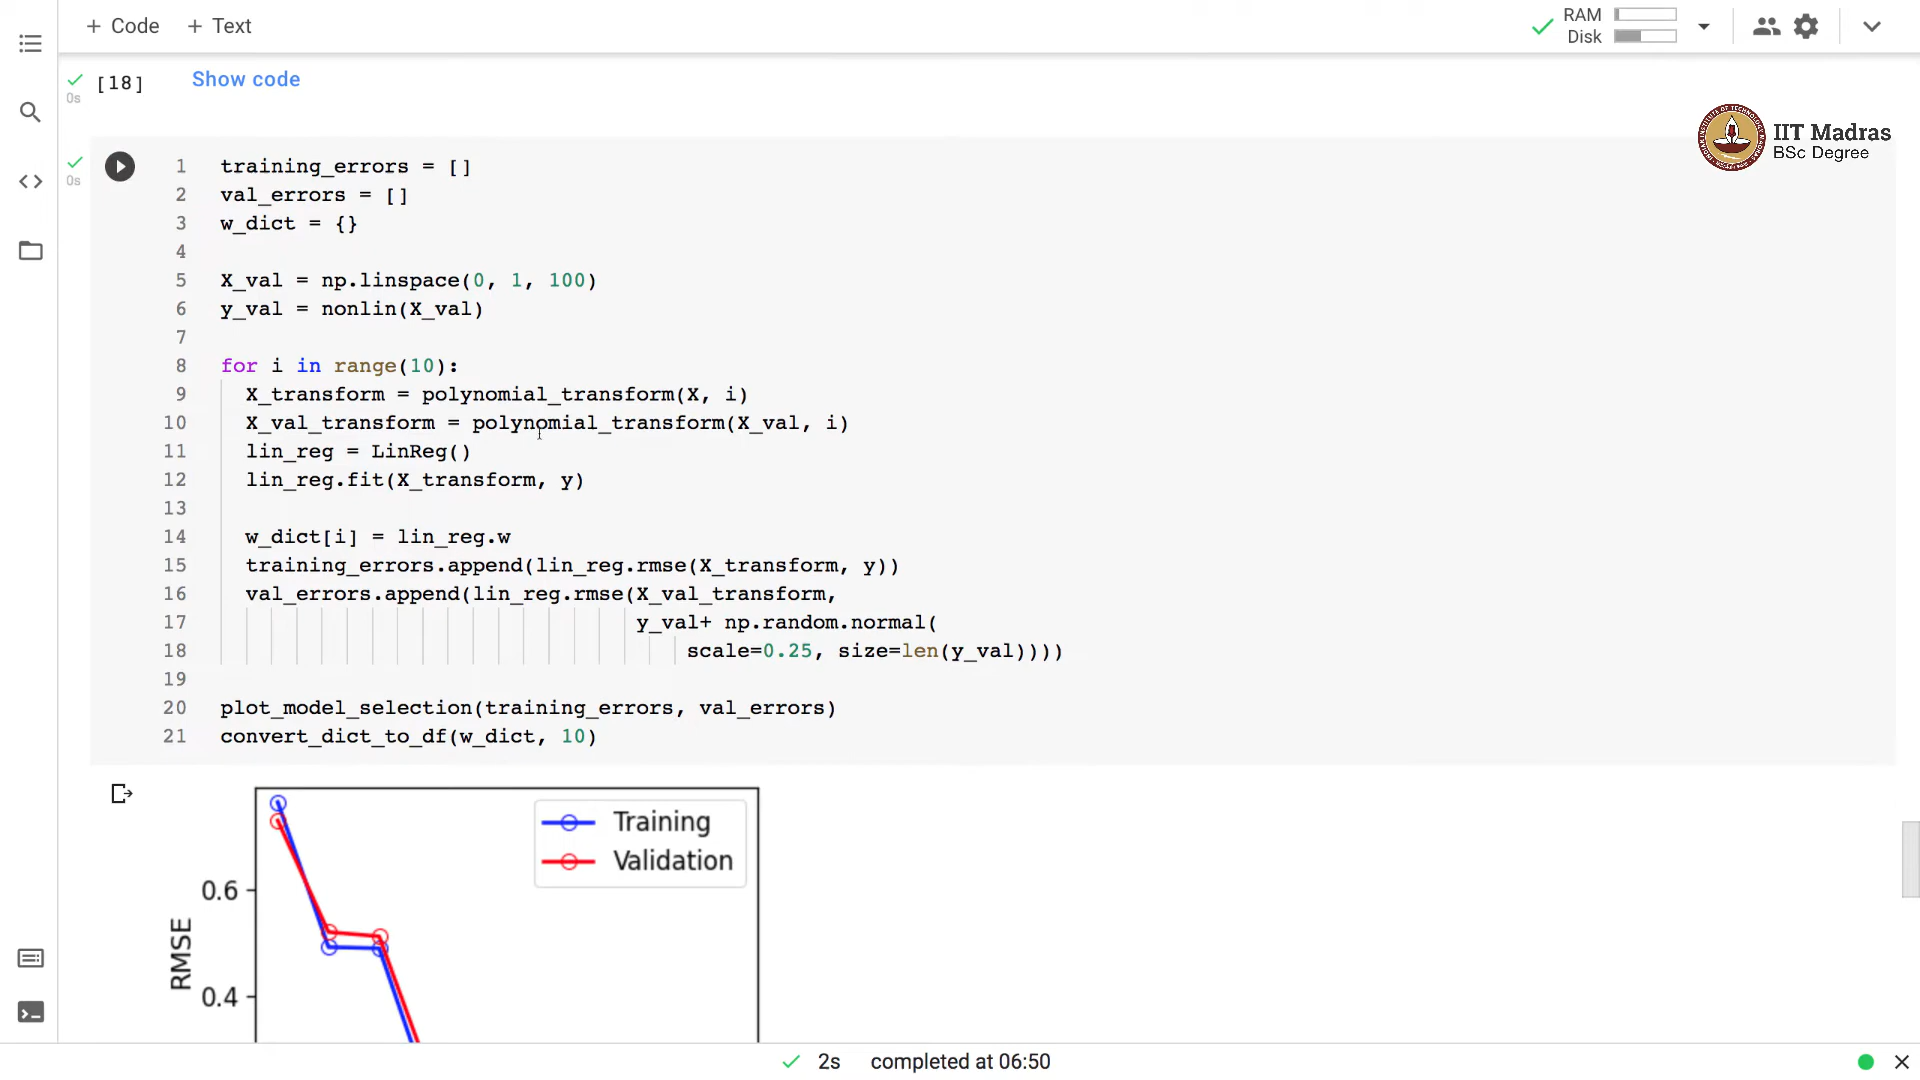 + Code + Text
RAM
Disk
0s
[18]
Show code
IIT Madras
BSc Degree
0s
1 training_errors = []
2 val_errors = []
3 w_dict = {}
4
5 X_val = np.linspace(0, 1, 100)
6 y_val = nonlin(X_val)
7
8 for i in range(10):
9 X_transform = polynomial_transform(X, i)
10 X_val_transform = polynomial_transform(X_val, i)
11 lin_reg = LinReg()
12 lin_reg.fit(X_transform, y)
13
14 w_dict[i] = lin_reg.w
15 training_errors.append(lin_reg.rmse(X_transform, y))
16 val_errors.append(lin_reg.rmse(X_val_transform,
17 y_val+ np.random.normal(
18 scale=0.25, size=len(y_val))))
19
20 plot_model_selection(training_errors, val_errors)
21 convert_dict_to_df(w_dict, 10)
Training
Validation
0.6
RMSE
0.4
2s completed at 06:50